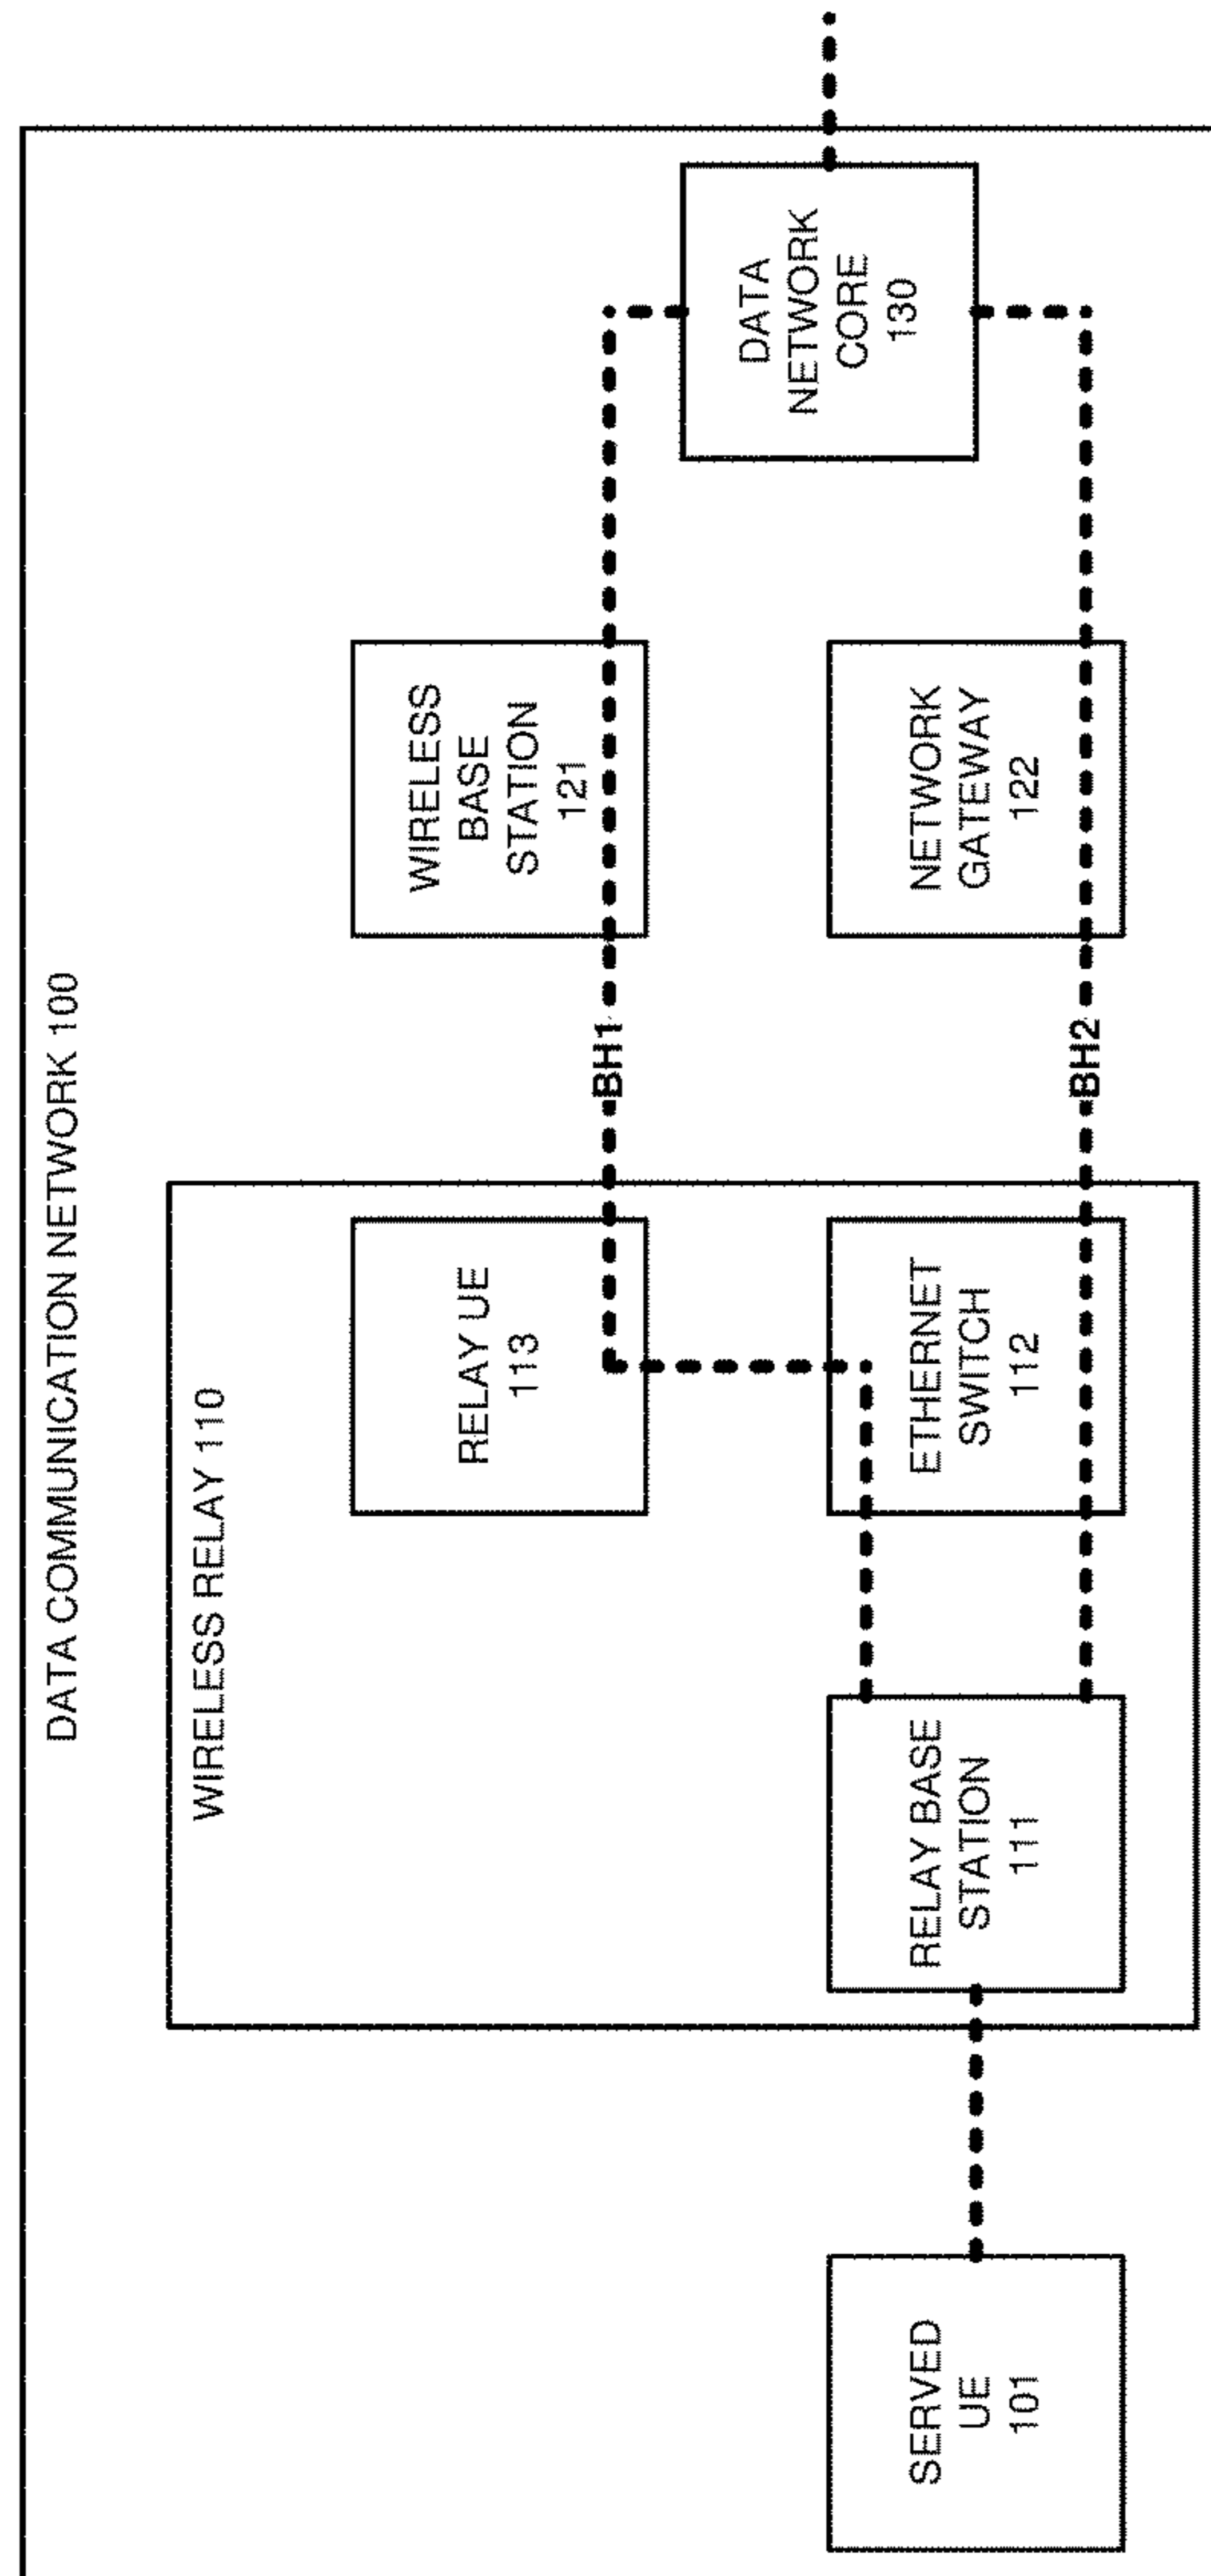 DATA COMMUNICATION NETWORK 100
WIRELESS RELAY 110
RELAY UE
113
WIRELESS
BASE
STATION
121
BH1
DATA
NETWORK
CORE
130
SERVED
UE
101
RELAY BASE
STATION
111
ETHERNET
SWITCH
112
BH2
NETWORK
GATEWAY
122